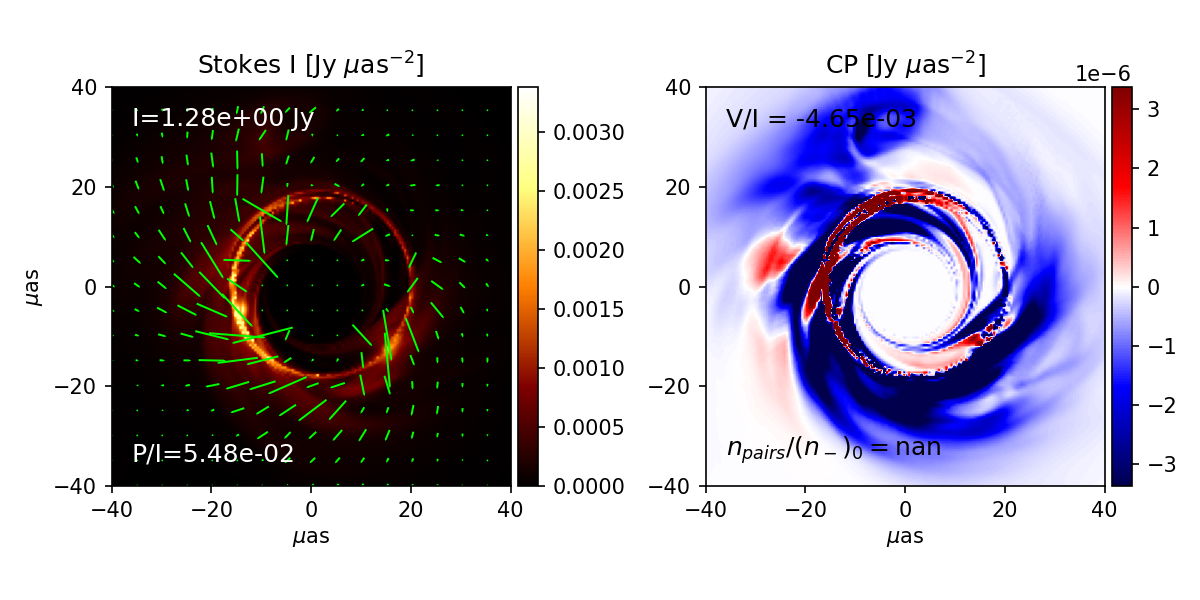 Stokes I [Jy μas⁻²]
40
20
0
−20
−40
μas
I=1.28e+00 Jy
P/I=5.48e-02
−40 −20 0 20 40
μas
0.0030
0.0025
0.0020
0.0015
0.0010
0.0005
0.0000
CP [Jy μas⁻²]
1e−6
40
20
0
−20
−40
V/I = -4.65e-03
n_{pairs}/(n_−)_0 = nan
−40 −20 0 20 40
μas
3
2
1
0
−1
−2
−3